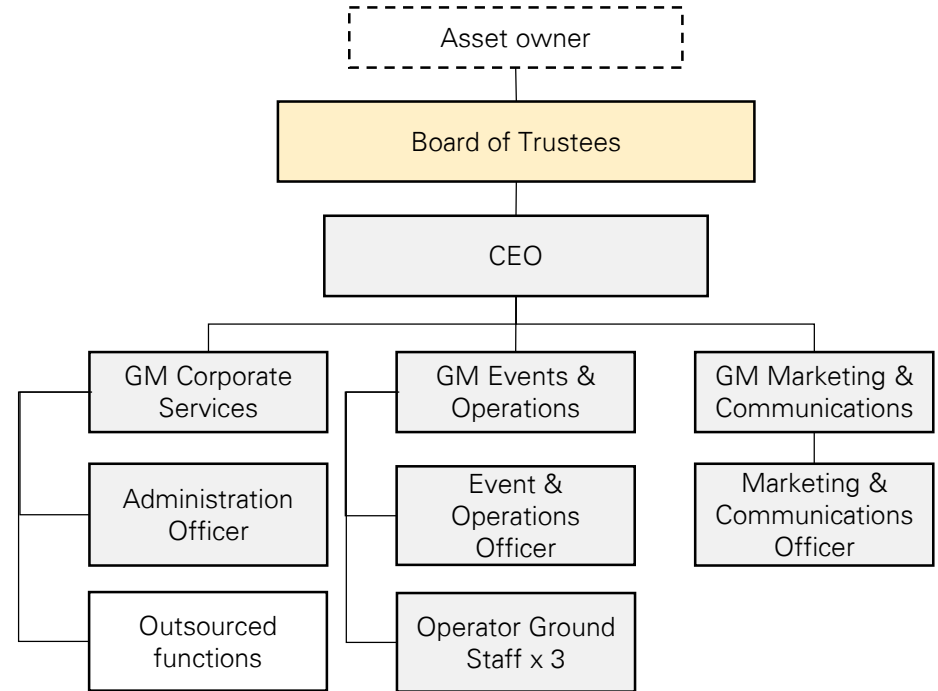 Asset owner
Board of Trustees
CEO
GM Corporate
Services
GM Events &
Operations
GM Marketing &
Communications
Administration
Officer
Event &
Operations
Officer
Marketing &
Communications
Officer
Outsourced
functions
Operator Ground
Staff x 3